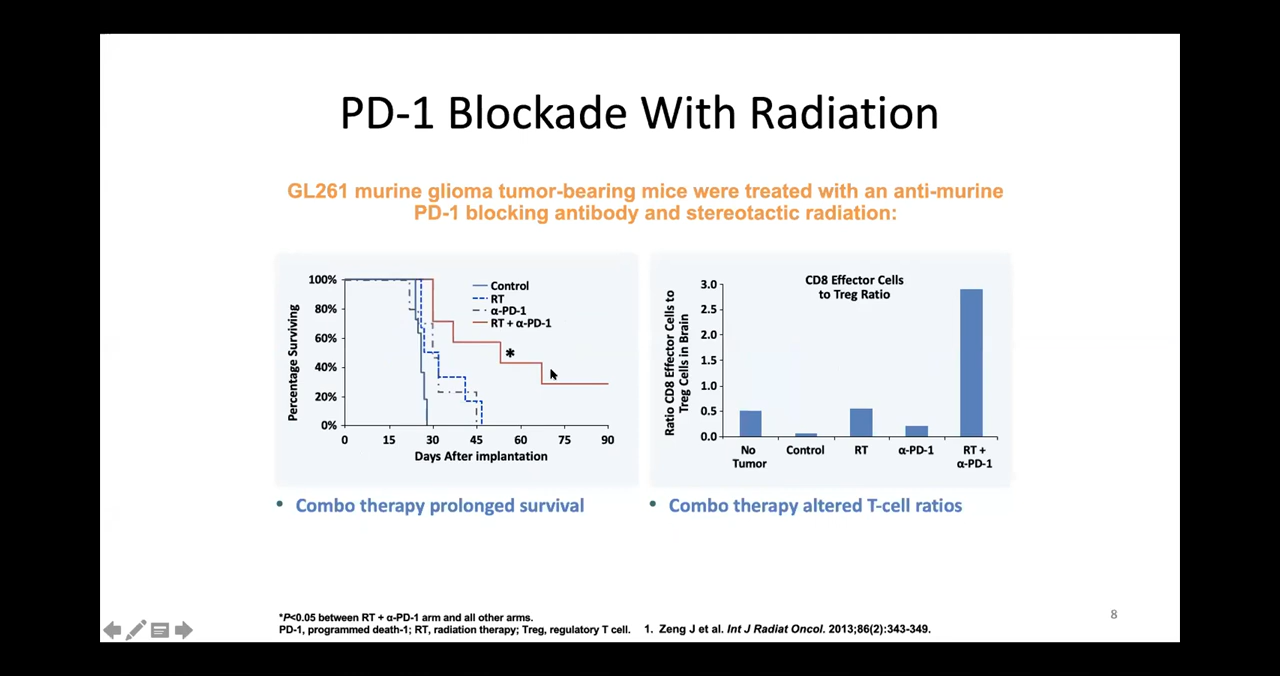 PD-1 Blockade With Radiation
GL261 murine glioma tumor-bearing mice were treated with an anti-murine
PD-1 blocking antibody and stereotactic radiation:
Percentage Surviving
100%
80%
60%
40%
20%
0%
0 15 30 45 60 75 90
Days After implantation
Control
RT
α-PD-1
RT + α-PD-1
*
• Combo therapy prolonged survival
CD8 Effector Cells
to Treg Ratio
Ratio CD8 Effector Cells to
Treg Cells in Brain
3.0
2.5
2.0
1.5
1.0
0.5
0.0
No
Tumor
Control
RT
α-PD-1
RT +
α-PD-1
• Combo therapy altered T-cell ratios
*P<0.05 between RT + α-PD-1 arm and all other arms.
PD-1, programmed death-1; RT, radiation therapy; Treg, regulatory T cell.
1. Zeng J et al. Int J Radiat Oncol. 2013;86(2):343-349.
8